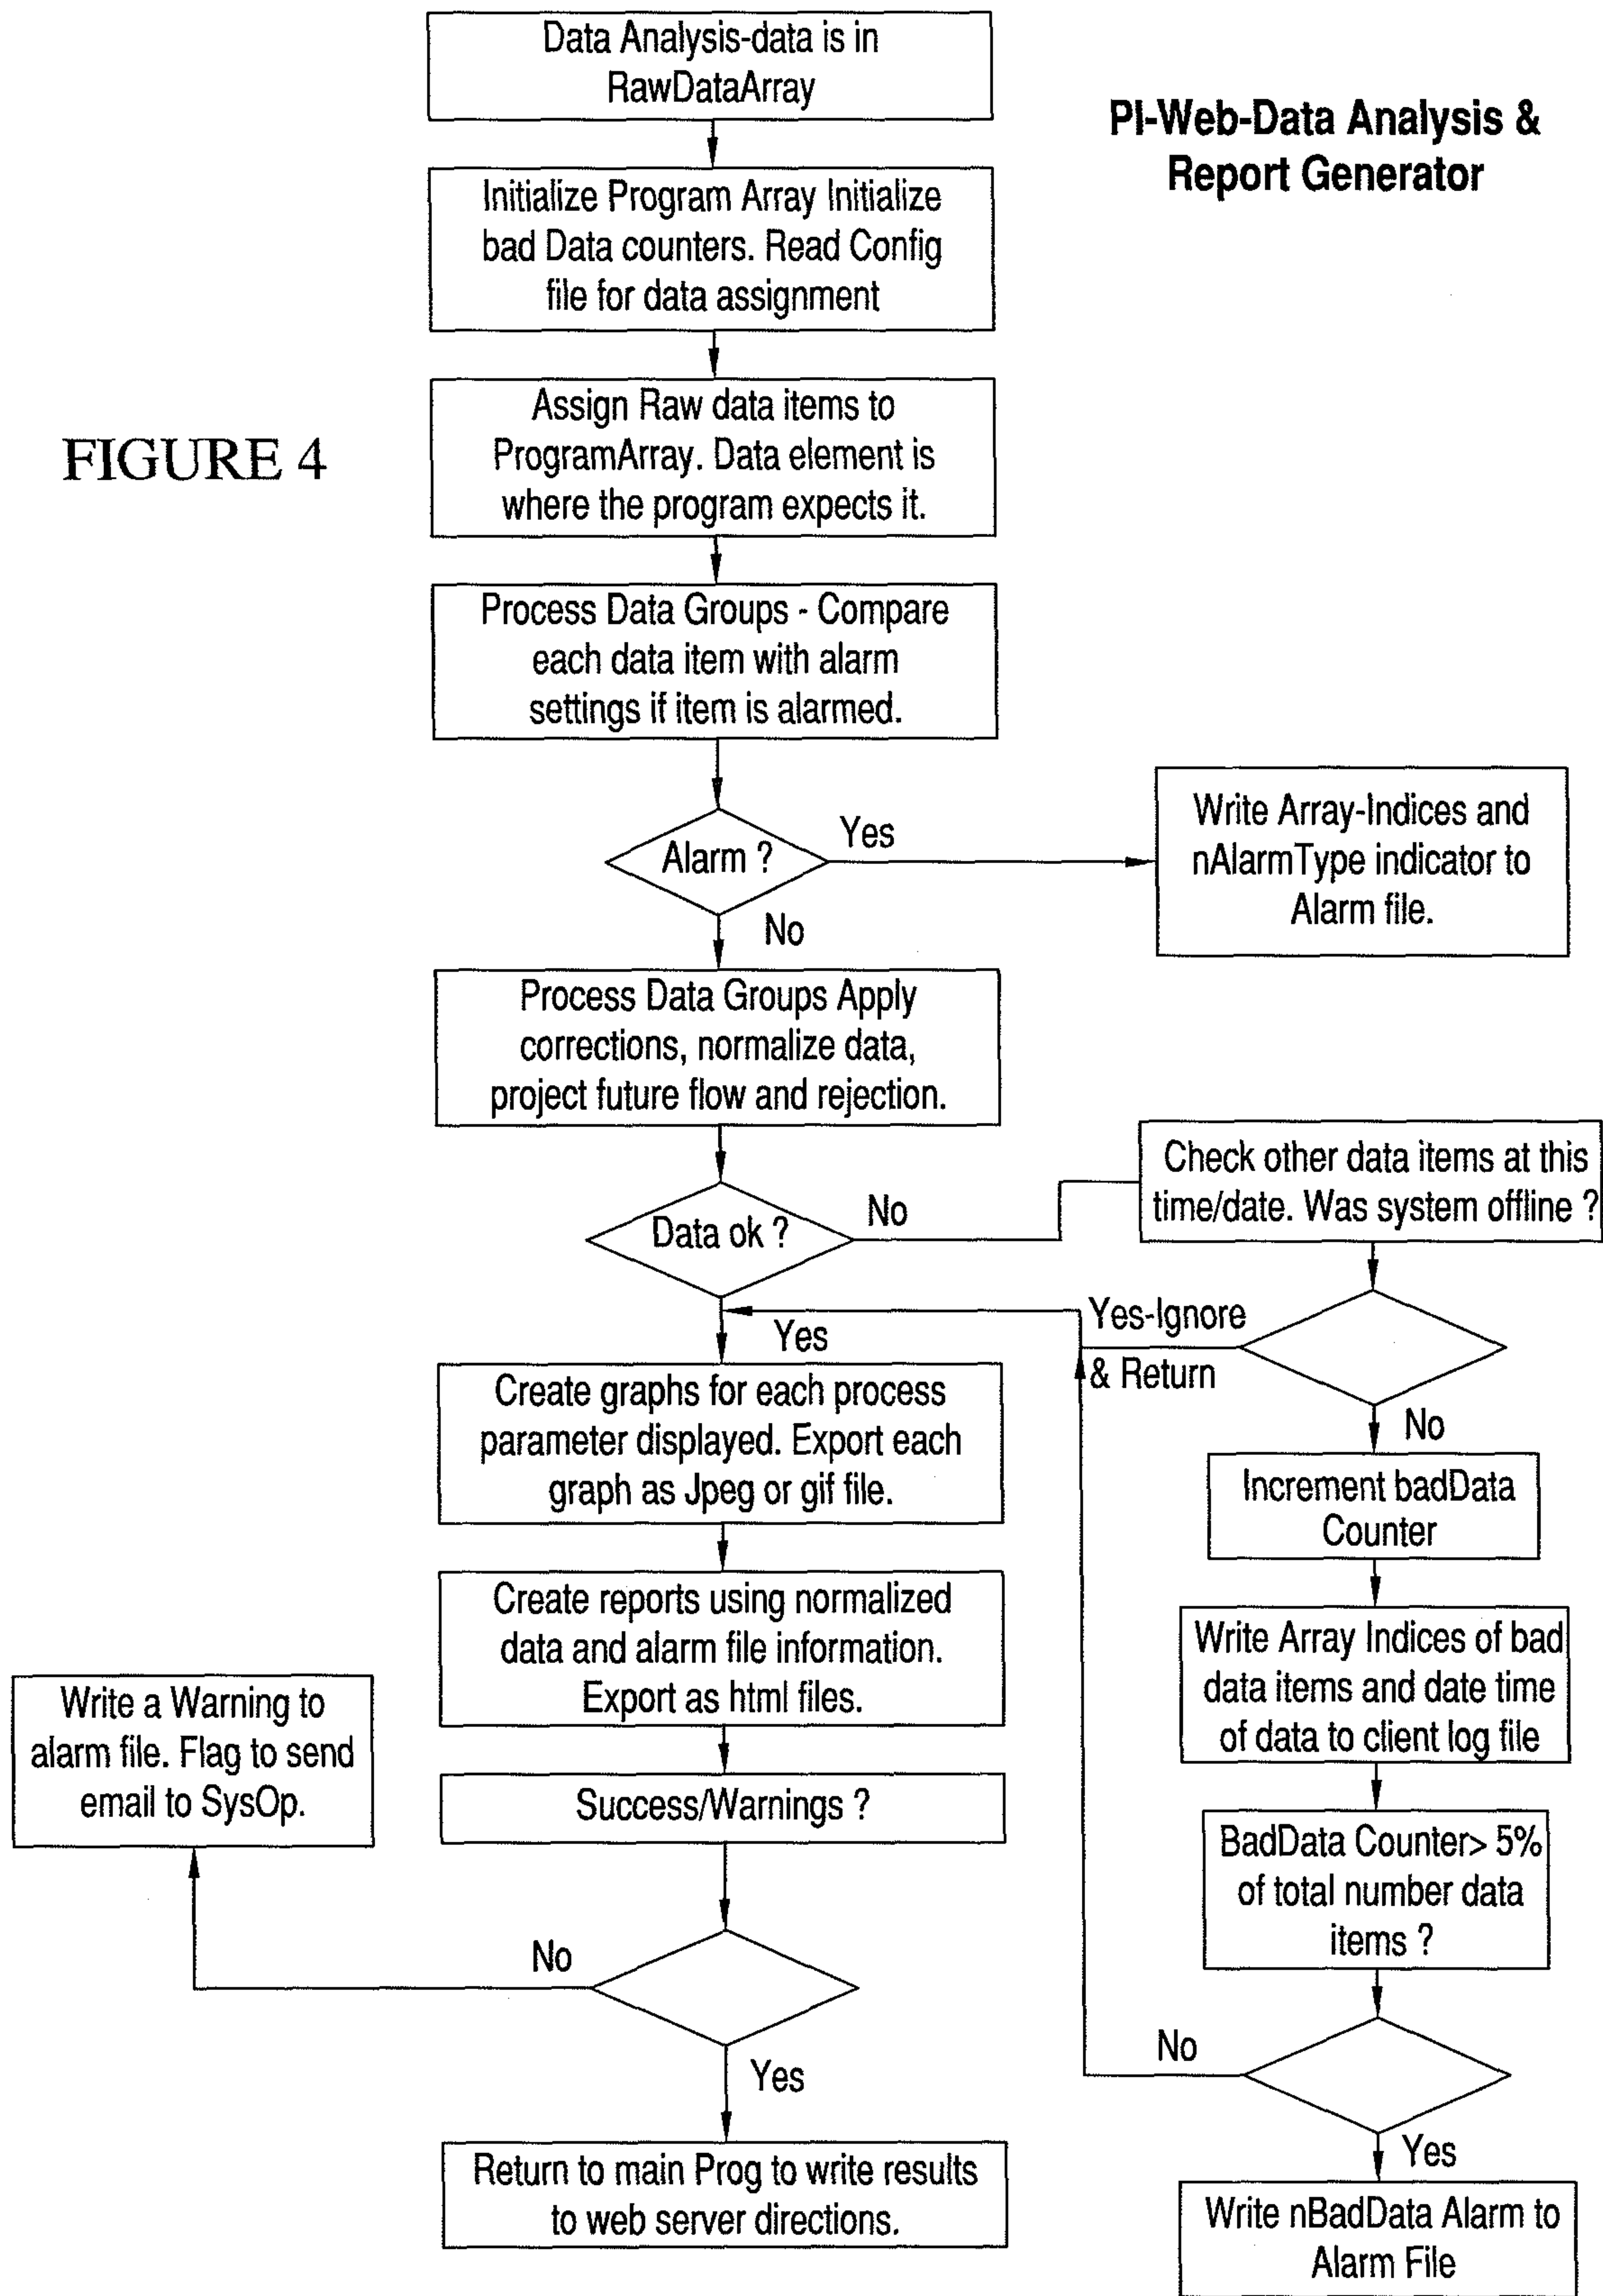 Data Analysis-data is in
RawDataArray
PI-Web-Data Analysis &
Report Generator
Initialize Program Array Initialize
bad Data counters. Read Config
file for data assignment
FIGURE 4
Assign Raw data items to
ProgramArray. Data element is
where the program expects it.
Process Data Groups - Compare
each data item with alarm
settings if item is alarmed.
Alarm ?
Yes
Write Array-Indices and
nAlarmType indicator to
Alarm file.
No
Process Data Groups Apply
corrections, normalize data,
project future flow and rejection.
Data ok ?
No
Check other data items at this
time/date. Was system offline ?
Yes-Ignore
& Return
Yes
No
Create graphs for each process
parameter displayed. Export each
graph as Jpeg or gif file.
Increment badData
Counter
Create reports using normalized
data and alarm file information.
Export as html files.
Write Array Indices of bad
data items and date time
of data to client log file
Write a Warning to
alarm file. Flag to send
email to SysOp.
Success/Warnings ?
BadData Counter> 5%
of total number data
items ?
No
Yes
No
Yes
Return to main Prog to write results
to web server directions.
Write nBadData Alarm to
Alarm File